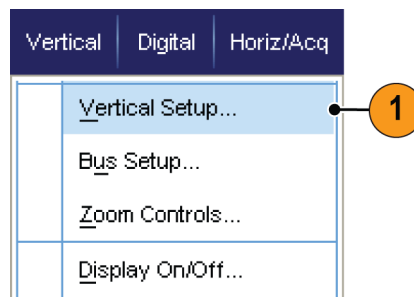 Vertical Digital Horiz/Acq
Vertical Setup... 1
Bus Setup...
Zoom Controls...
Display On/Off...